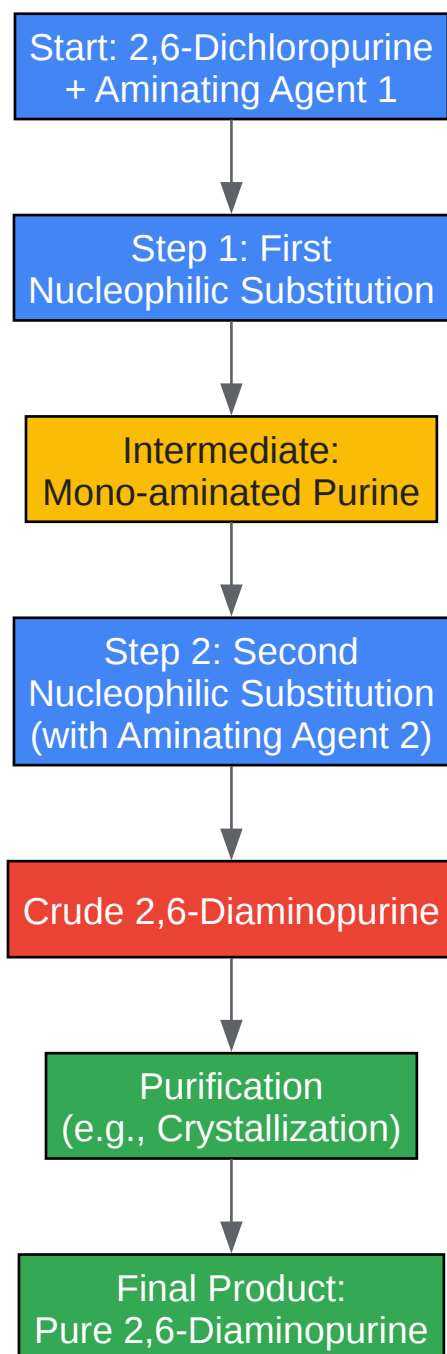 Start: 2,6-Dichloropurine
+ Aminating Agent 1
Step 1: First
Nucleophilic Substitution
Intermediate:
Mono-aminated Purine
Step 2: Second
Nucleophilic Substitution
(with Aminating Agent 2)
Crude 2,6-Diaminopurine
Purification
(e.g., Crystallization)
Final Product:
Pure 2,6-Diaminopurine